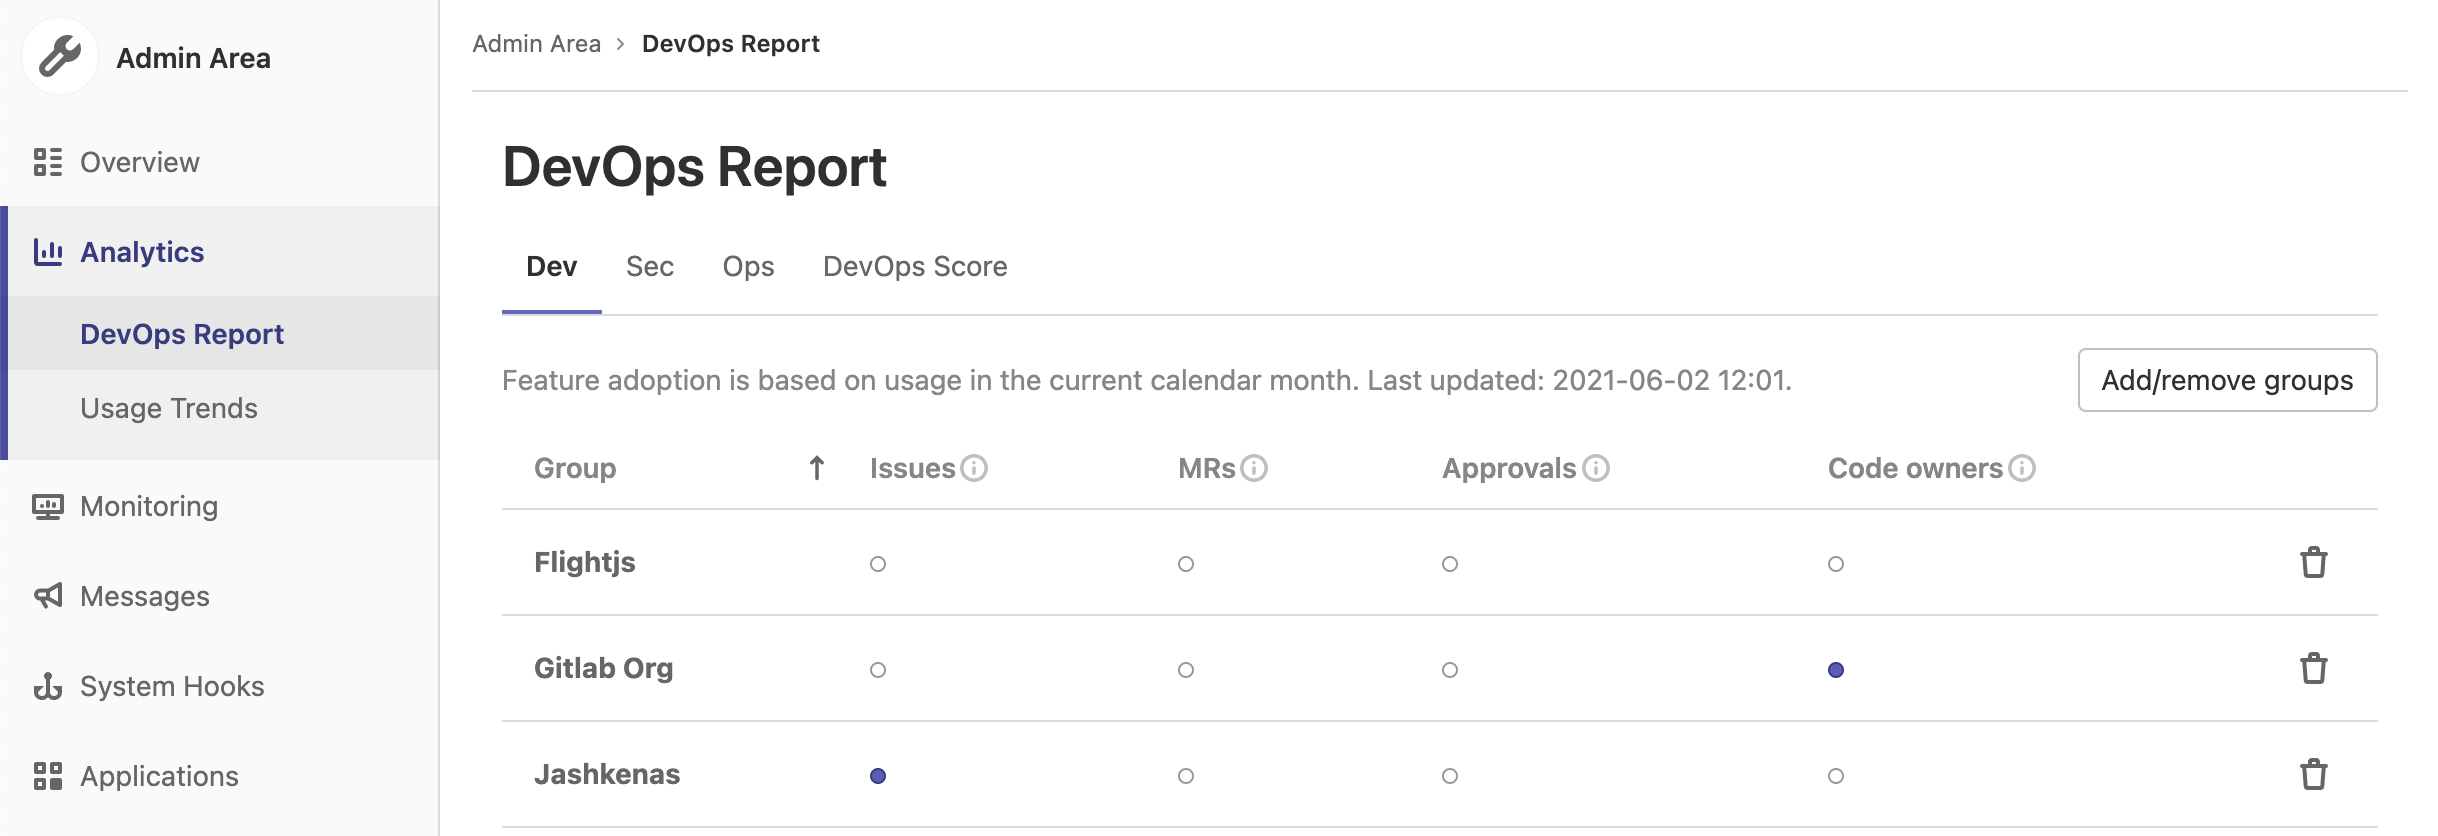 Admin Area
Overview
Analytics
DevOps Report
Usage Trends
Monitoring
Messages
System Hooks
Applications
Admin Area › DevOps Report
DevOps Report
Dev Sec Ops DevOps Score
Feature adoption is based on usage in the current calendar month. Last updated: 2021-06-02 12:01.
Add/remove groups
Group Issues MRs Approvals Code owners
Flightjs
Gitlab Org
Jashkenas